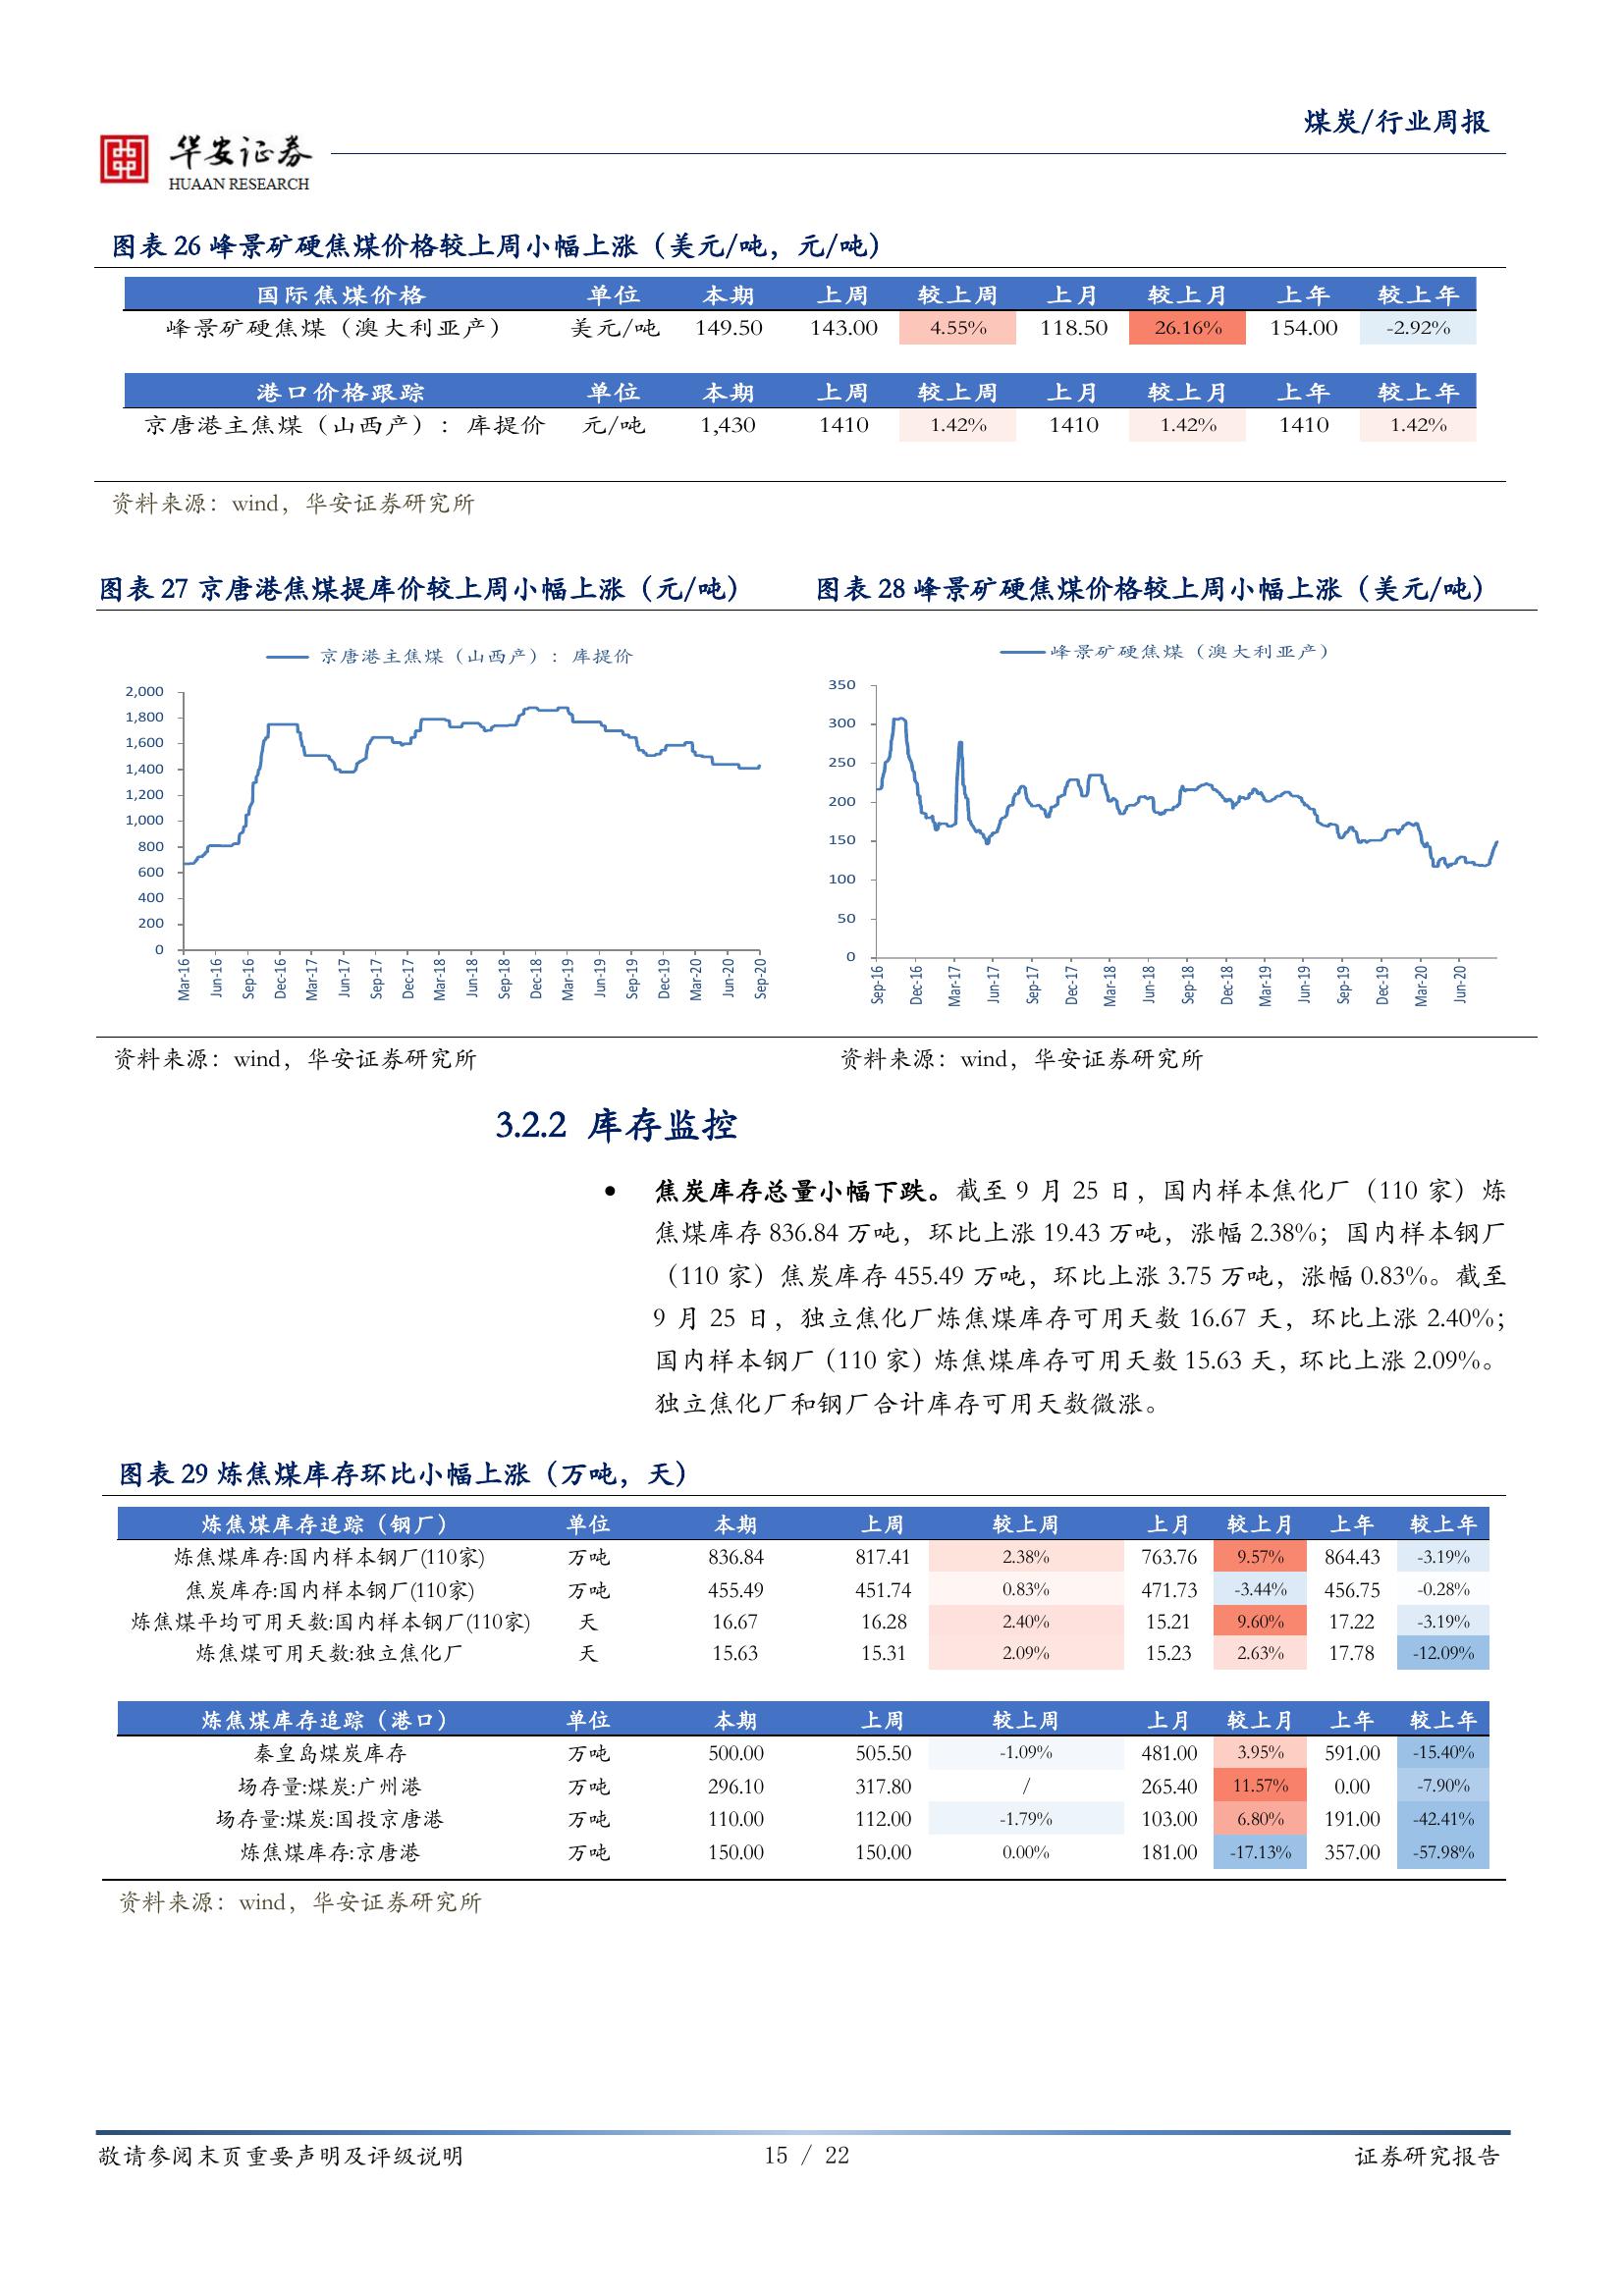 煤炭/行业周报
华安证券
HUAAN RESEARCH
图表 26 峰景矿硬焦煤价格较上周小幅上涨（美元/吨，元/吨）
国际焦煤价格 单位 本期 上周 较上周 上月 较上月 上年 较上年
峰景矿硬焦煤（澳大利亚产） 美元/吨 149.50 143.00 4.55% 118.50 26.16% 154.00 -2.92%
港口价格跟踪 单位 本期 上周 较上周 上月 较上月 上年 较上年
京唐港主焦煤（山西产）：库提价 元/吨 1,430 1410 1.42% 1410 1.42% 1410 1.42%
资料来源：wind，华安证券研究所
图表 27 京唐港焦煤提库价较上周小幅上涨（元/吨）
京唐港主焦煤（山西产）：库提价
2,000
1,800
1,600
1,400
1,200
1,000
800
600
400
200
0
Mar-16 Jun-16 Sep-16 Dec-16 Mar-17 Jun-17 Sep-17 Dec-17 Mar-18 Jun-18 Sep-18 Dec-18 Mar-19 Jun-19 Sep-19 Dec-19 Mar-20 Jun-20 Sep-20
资料来源：wind，华安证券研究所
图表 28 峰景矿硬焦煤价格较上周小幅上涨（美元/吨）
峰景矿硬焦煤（澳大利亚产）
350
300
250
200
150
100
50
0
Sep-16 Dec-16 Mar-17 Jun-17 Sep-17 Dec-17 Mar-18 Jun-18 Sep-18 Dec-18 Mar-19 Jun-19 Sep-19 Dec-19 Mar-20 Jun-20
资料来源：wind，华安证券研究所
3.2.2 库存监控
• 焦炭库存总量小幅下跌。截至 9 月 25 日，国内样本焦化厂（110 家）炼
焦煤库存 836.84 万吨，环比上涨 19.43 万吨，涨幅 2.38%；国内样本钢厂
（110 家）焦炭库存 455.49 万吨，环比上涨 3.75 万吨，涨幅 0.83%。截至
9 月 25 日，独立焦化厂炼焦煤库存可用天数 16.67 天，环比上涨 2.40%；
国内样本钢厂（110 家）炼焦煤库存可用天数 15.63 天，环比上涨 2.09%。
独立焦化厂和钢厂合计库存可用天数微涨。
图表 29 炼焦煤库存环比小幅上涨（万吨，天）
炼焦煤库存追踪（钢厂） 单位 本期 上周 较上周 上月 较上月 上年 较上年
炼焦煤库存:国内样本钢厂(110家) 万吨 836.84 817.41 2.38% 763.76 9.57% 864.43 -3.19%
焦炭库存:国内样本钢厂(110家) 万吨 455.49 451.74 0.83% 471.73 -3.44% 456.75 -0.28%
炼焦煤平均可用天数:国内样本钢厂(110家) 天 16.67 16.28 2.40% 15.21 9.60% 17.22 -3.19%
炼焦煤可用天数:独立焦化厂 天 15.63 15.31 2.09% 15.23 2.63% 17.78 -12.09%
炼焦煤库存追踪（港口） 单位 本期 上周 较上周 上月 较上月 上年 较上年
秦皇岛煤炭库存 万吨 500.00 505.50 -1.09% 481.00 3.95% 591.00 -15.40%
场存量:煤炭:广州港 万吨 296.10 317.80 / 265.40 11.57% 0.00 -7.90%
场存量:煤炭:国投京唐港 万吨 110.00 112.00 -1.79% 103.00 6.80% 191.00 -42.41%
炼焦煤库存:京唐港 万吨 150.00 150.00 0.00% 181.00 -17.13% 357.00 -57.98%
资料来源：wind，华安证券研究所
敬请参阅末页重要声明及评级说明 15 / 22 证券研究报告